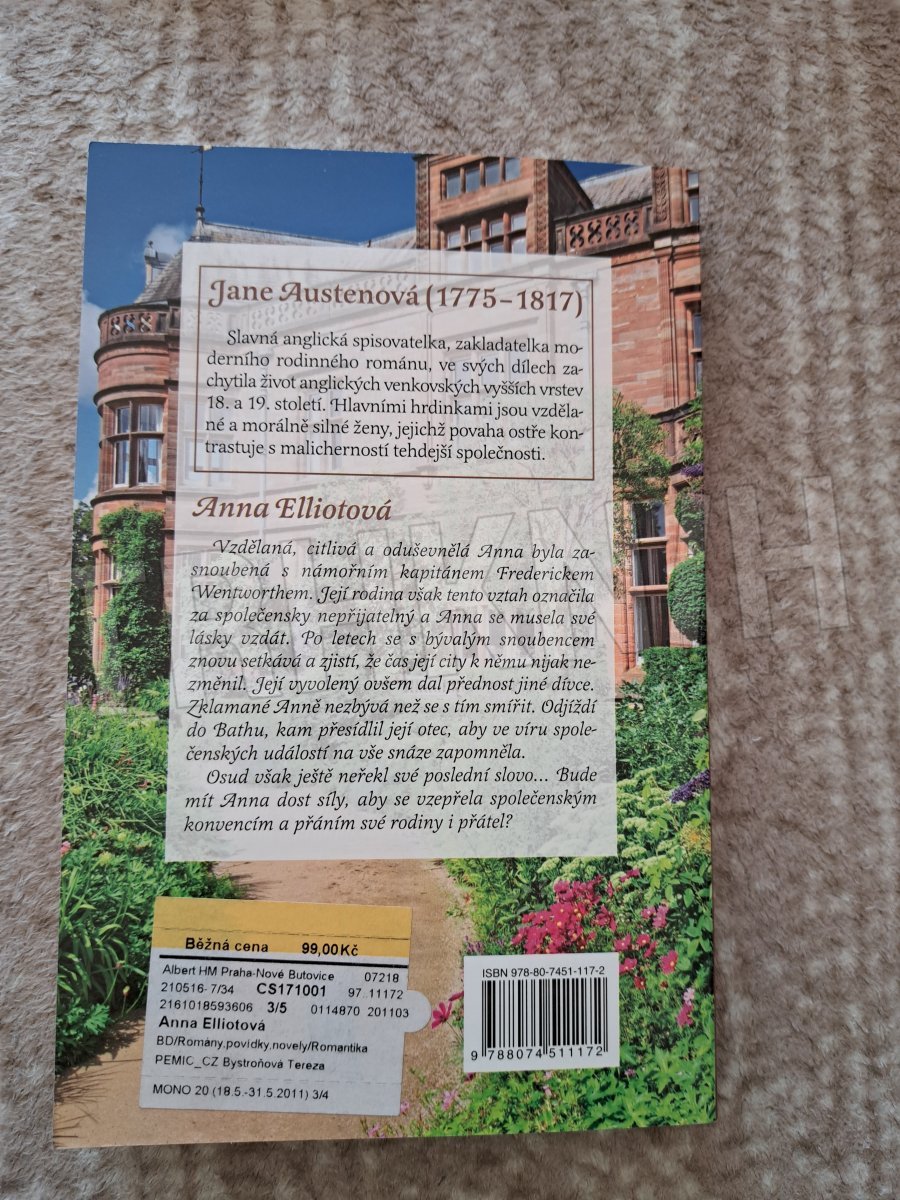 Jane Austenová (1775–1817)
Slavná anglická spisovatelka, zakladatelka mo-
derního rodinného románu, ve svých dílech za-
chytila život anglických venkovských vyšších vrstev
18. a 19. století. Hlavními hrdinkami jsou vzděla-
né a morálně silné ženy, jejichž povaha ostře kon-
trastuje s malicherností tehdejší společnosti.
Anna Elliotová
Vzdělaná, citlivá a oduševnělá Anna byla za-
snoubená s námořním kapitánem Frederickem
Wentworthem. Její rodina však tento vztah označila
za společensky nepřijatelný a Anna se musela své
lásky vzdát. Po letech se s bývalým snoubencem
znovu setkává a zjistí, že čas její city k němu nijak ne-
změnil. Její vyvolený ovšem dal přednost jiné dívce.
Zklamané Anně nezbývá než se s tím smířit. Odjíždí
do Bathu, kam přesídlil její otec, aby ve víru spole-
čenských událostí na vše snáze zapomněla.
Osud však ještě neřekl své poslední slovo... Bude
mít Anna dost síly, aby se vzepřela společenským
konvencím a přáním své rodiny i přátel?
Běžná cena 99,00Kč
Albert HM Praha-Nové Butovice 07218
210516- 7/34 CS171001 97..11172
2161018593606 3/5 0114870 201103
Anna Elliotová
BD/Romány,povídky,novely/Romantika
PEMIC_CZ Bystroňová Tereza
MONO 20 (18.5.-31.5.2011) 3/4
ISBN 978-80-7451-117-2
9 788074 511172